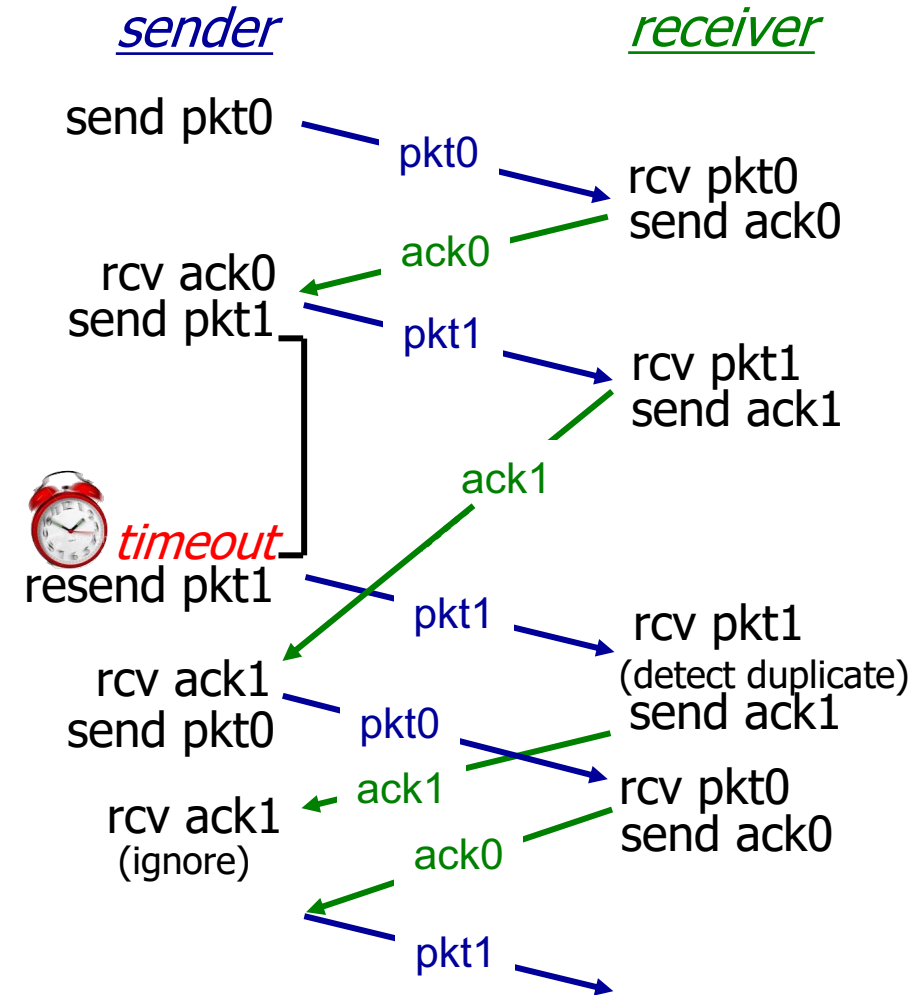 sender receiver
send pkt0
pkt0
rcv pkt0
send ack0
ack0
rcv ack0
send pkt1
pkt1
rcv pkt1
send ack1
ack1
timeout
resend pkt1
pkt1
rcv pkt1
(detect duplicate)
send ack1
rcv ack1
send pkt0
pkt0
ack1
rcv pkt0
send ack0
rcv ack1
(ignore)
ack0
pkt1